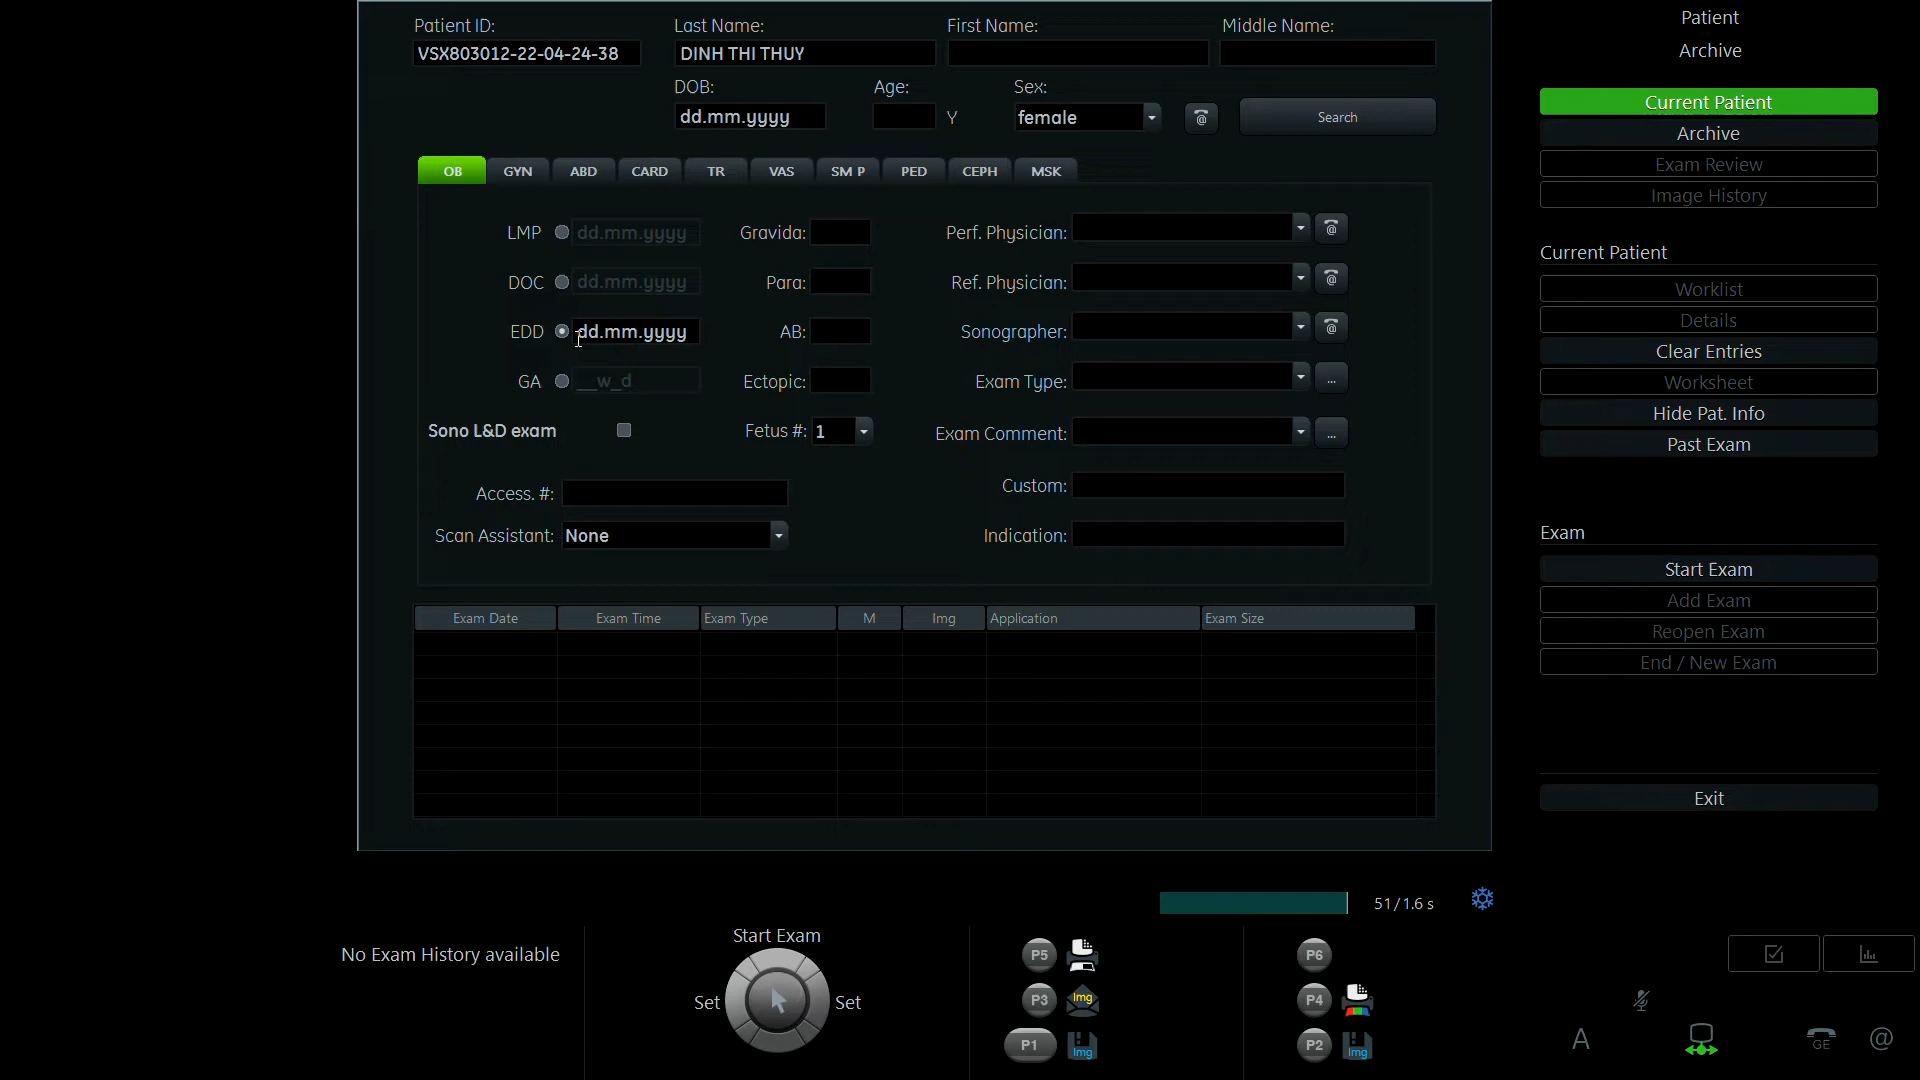 Patient ID: Last Name: First Name: Middle Name:
VSX803012-22-04-24-38 DINH THI THUY
DOB: Age: Sex:
dd.mm.yyyy Y female Search
OB GYN ABD CARD TR VAS SM P PED CEPH MSK
LMP dd.mm.yyyy Gravida: Perf. Physician: @
DOC dd.mm.yyyy Para: Ref. Physician: @
EDD dd.mm.yyyy AB: Sonographer: @
GA __w_d Ectopic: Exam Type: ...
Sono L&D exam Fetus #: 1 Exam Comment: ...
Access. #: Custom:
Scan Assistant: None Indication:
Exam Date Exam Time Exam Type M Img Application Exam Size
Patient
Archive
Current Patient
Archive
Exam Review
Image History
Current Patient
Worklist
Details
Clear Entries
Worksheet
Hide Pat. Info
Past Exam
Exam
Start Exam
Add Exam
Reopen Exam
End / New Exam
Exit
51/1.6 s
No Exam History available
Start Exam
Set Set
P5 P6
P3 Img P4
P1 Img P2 Img
A GE @